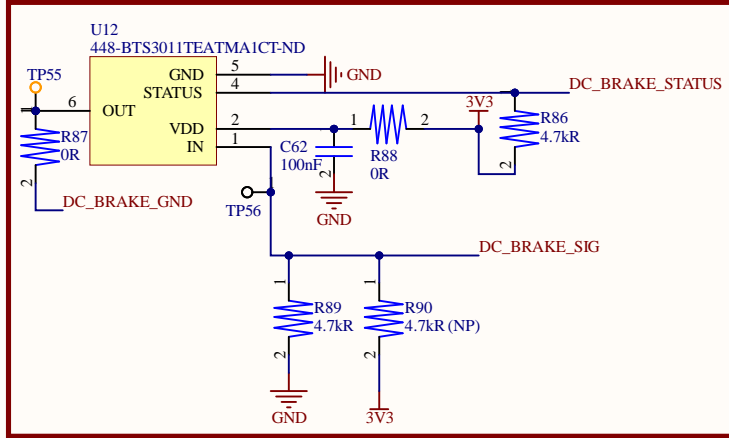 U12
448-BTS3011TEATMA1CT-ND
TP55
GND 5 GND
STATUS 4 DC_BRAKE_STATUS
1 6 OUT
3V3 1
R87
0R
R86
4.7kR
VDD 2 1 2
IN 1
C62
100nF
R88
0R
2 2 2
DC_BRAKE_GND
TP56
GND
DC_BRAKE_SIG
1 1
R89
4.7kR
R90
4.7kR (NP)
2 2
GND
3V3